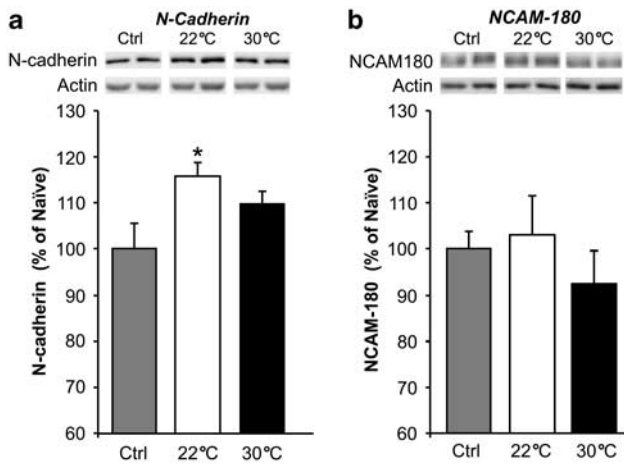 a
N-Cadherin
Ctrl 22°C 30°C
N-cadherin
Actin
130
120
110
100
90
80
70
60
N-cadherin (% of Naïve)
*
Ctrl 22°C 30°C
b
NCAM-180
Ctrl 22°C 30°C
NCAM180
Actin
130
120
110
100
90
80
70
60
NCAM-180 (% of Naïve)
Ctrl 22°C 30°C